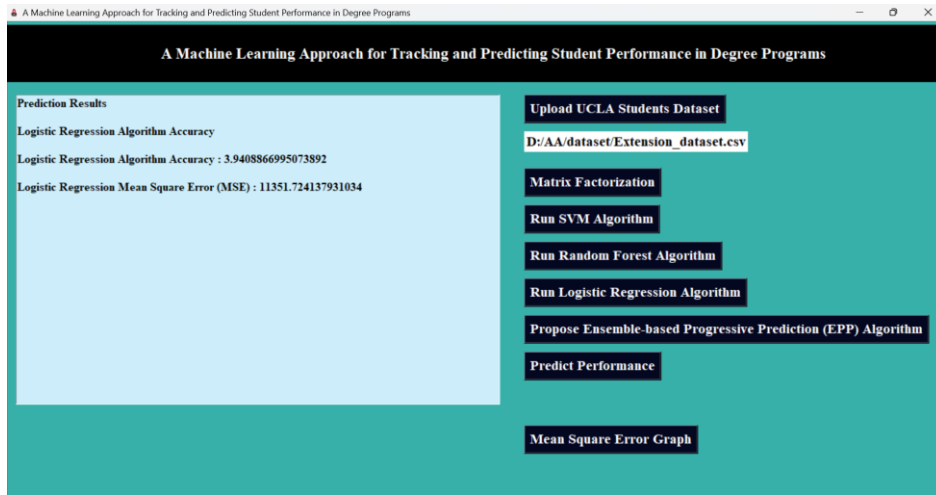 A Machine Learning Approach for Tracking and Predicting Student Performance in Degree Programs
A Machine Learning Approach for Tracking and Predicting Student Performance in Degree Programs
Prediction Results
Logistic Regression Algorithm Accuracy
Logistic Regression Algorithm Accuracy : 3.9408866995073892
Logistic Regression Mean Square Error (MSE) : 11351.724137931034
Upload UCLA Students Dataset
D:/AA/dataset/Extension_dataset.csv
Matrix Factorization
Run SVM Algorithm
Run Random Forest Algorithm
Run Logistic Regression Algorithm
Propose Ensemble-based Progressive Prediction (EPP) Algorithm
Predict Performance
Mean Square Error Graph